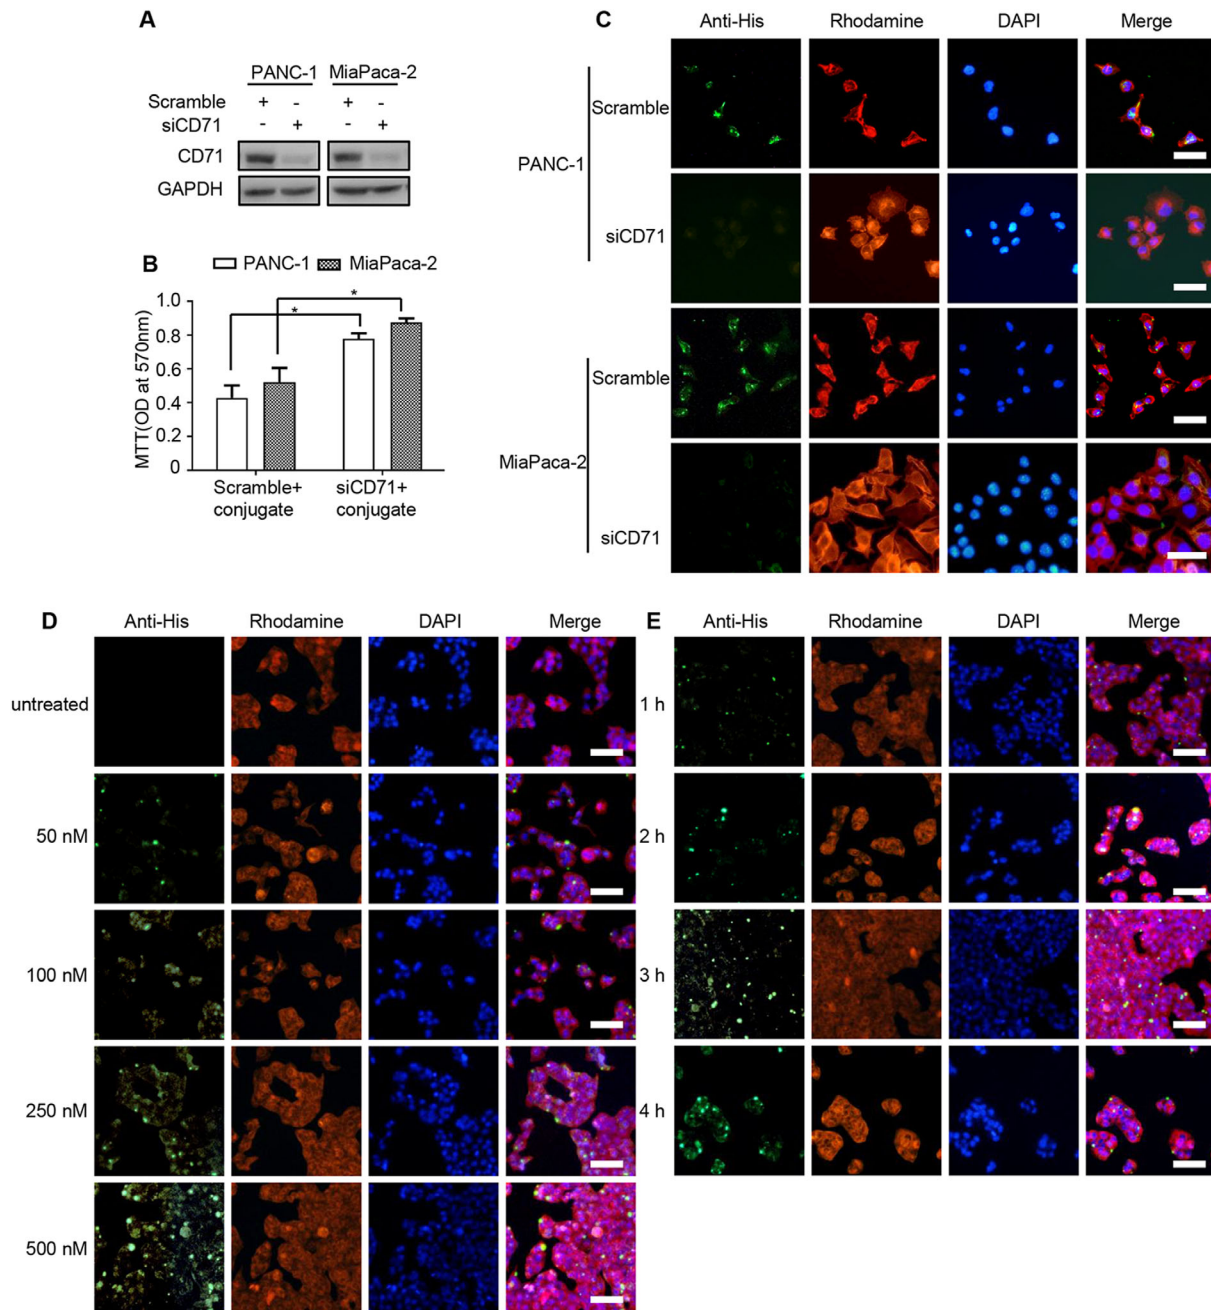 A
PANC-1 MiaPaca-2
Scramble + - + -
siCD71 - + - +
CD71
GAPDH
B
PANC-1 MiaPaca-2
MTT(OD at 570nm)
1.0
0.8
0.6
0.4
0.2
0
* *
Scramble+ conjugate
siCD71+ conjugate
C
Anti-His Rhodamine DAPI Merge
PANC-1
Scramble
siCD71
MiaPaca-2
Scramble
siCD71
D
Anti-His Rhodamine DAPI Merge
untreated
50 nM
100 nM
250 nM
500 nM
E
Anti-His Rhodamine DAPI Merge
1 h
2 h
3 h
4 h